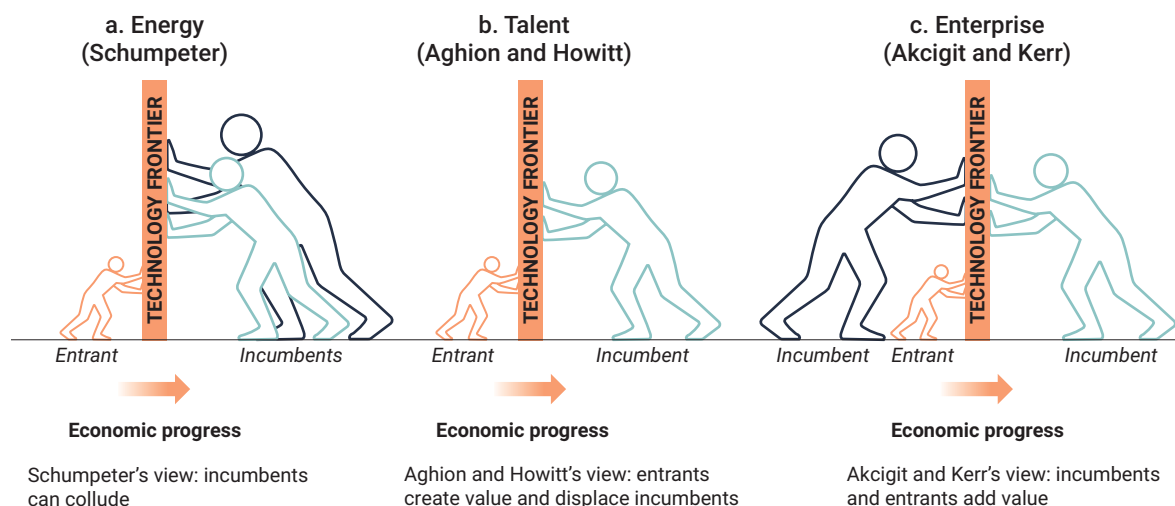 a. Energy
(Schumpeter)
TECHNOLOGY FRONTIER
Entrant
Incumbents
Economic progress
Schumpeter's view: incumbents
can collude
b. Talent
(Aghion and Howitt)
TECHNOLOGY FRONTIER
Entrant
Incumbent
Economic progress
Aghion and Howitt's view: entrants
create value and displace incumbents
c. Enterprise
(Akcigit and Kerr)
TECHNOLOGY FRONTIER
Incumbent
Entrant
Incumbent
Economic progress
Akcigit and Kerr's view: incumbents
and entrants add value